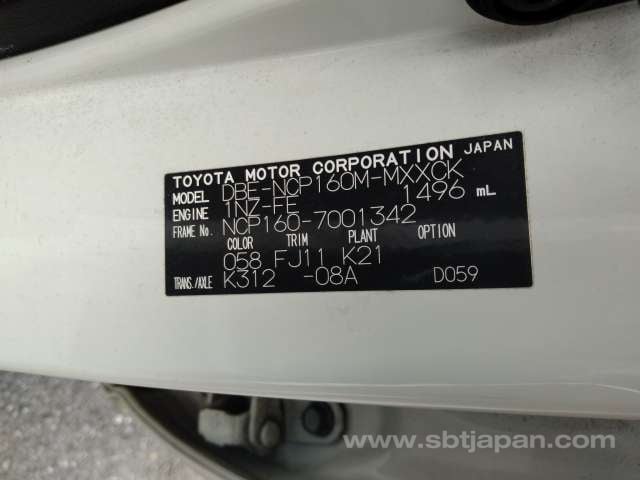 TOYOTA MOTOR CORPORATION JAPAN
MODEL DBE-NCP160M-MXXCK
ENGINE 1NZ-FE 1496 mL
FRAME No. NCP160-7001342
COLOR TRIM PLANT OPTION
058 FJ11 K21
TRANS./AXLE K312 -08A D059
www.sbtjapan.com